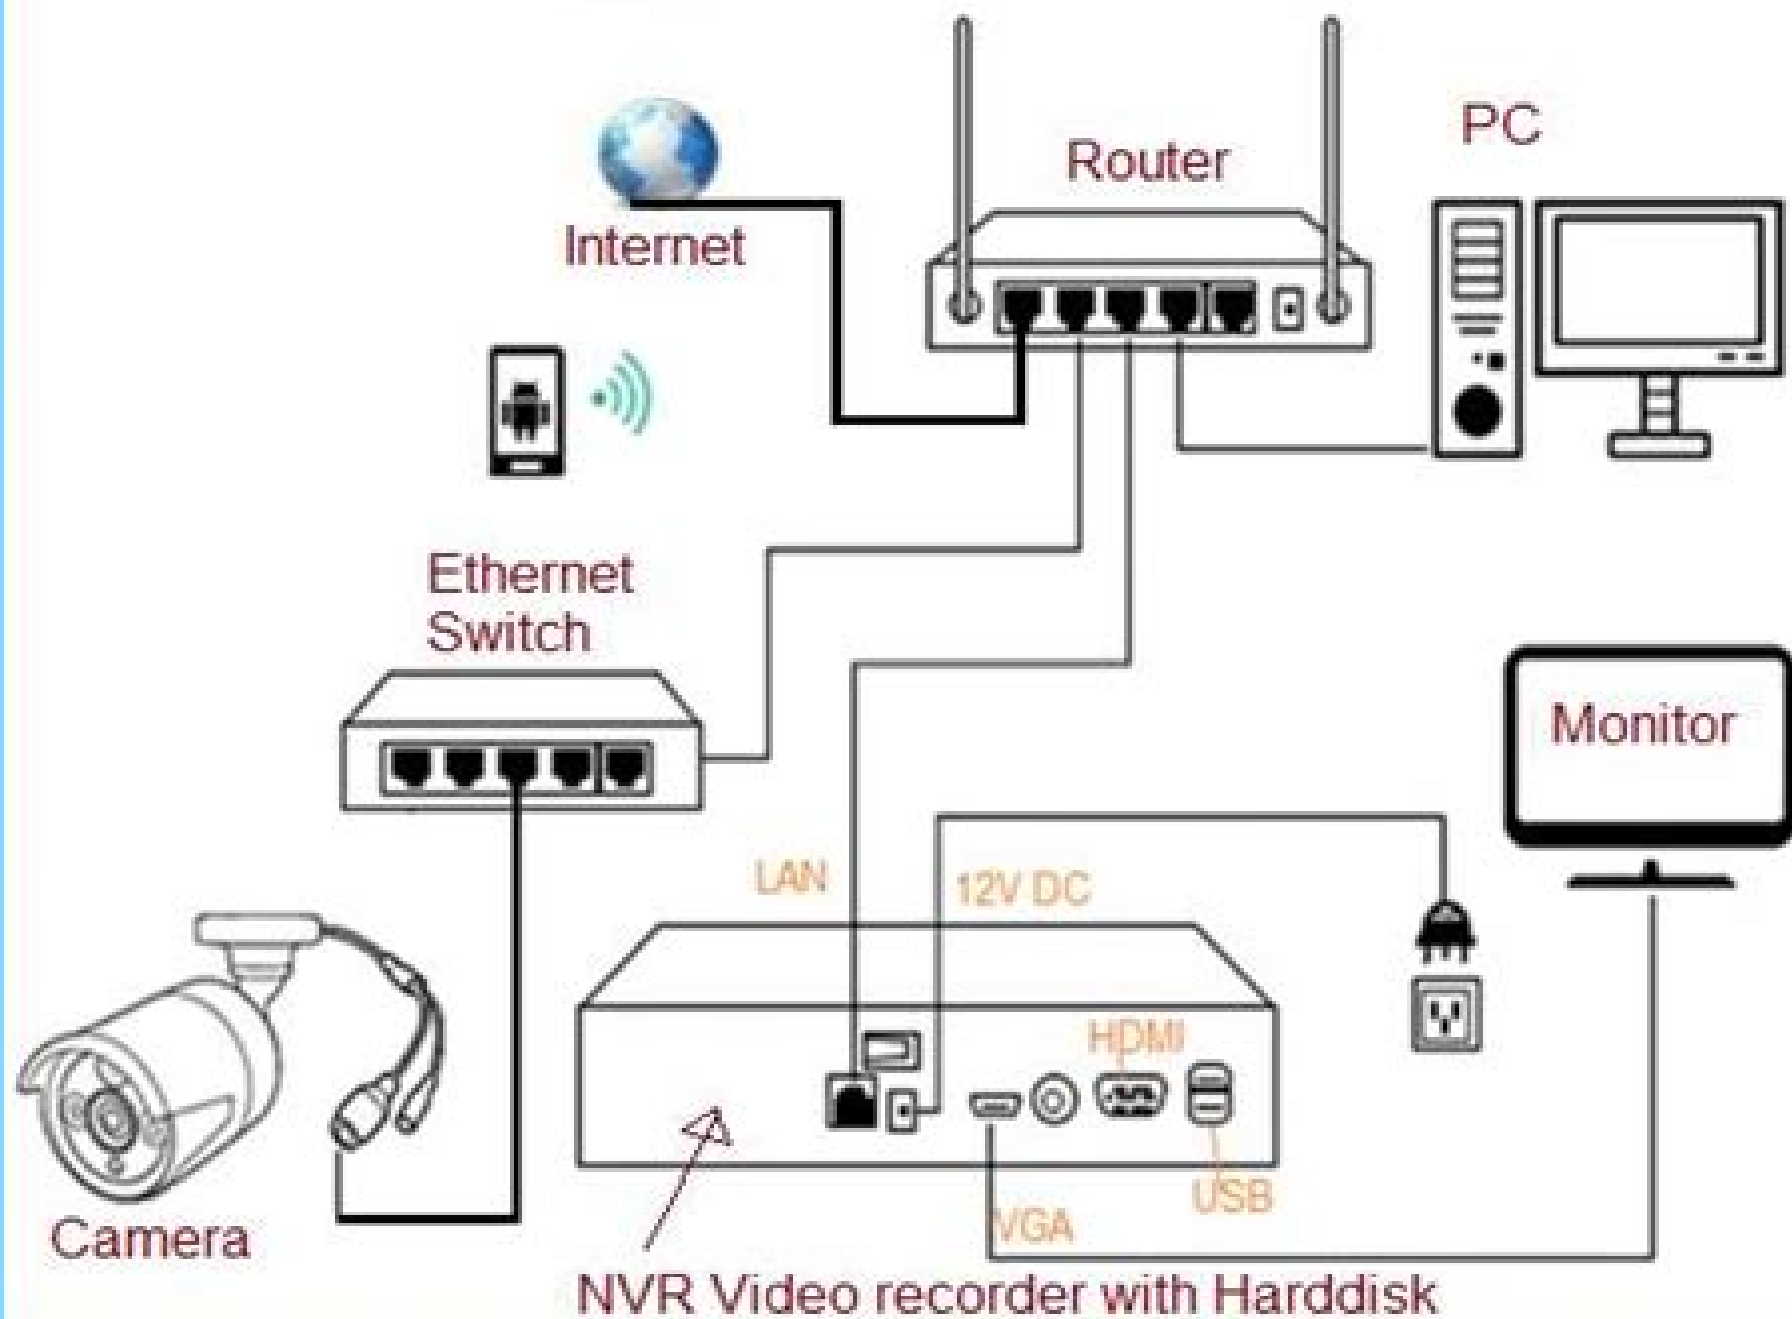 PC
Router
Internet
Ethernet
Switch
Monitor
LAN
12V DC
HDMI
USB
VGA
Camera
NVR Video recorder with Harddisk